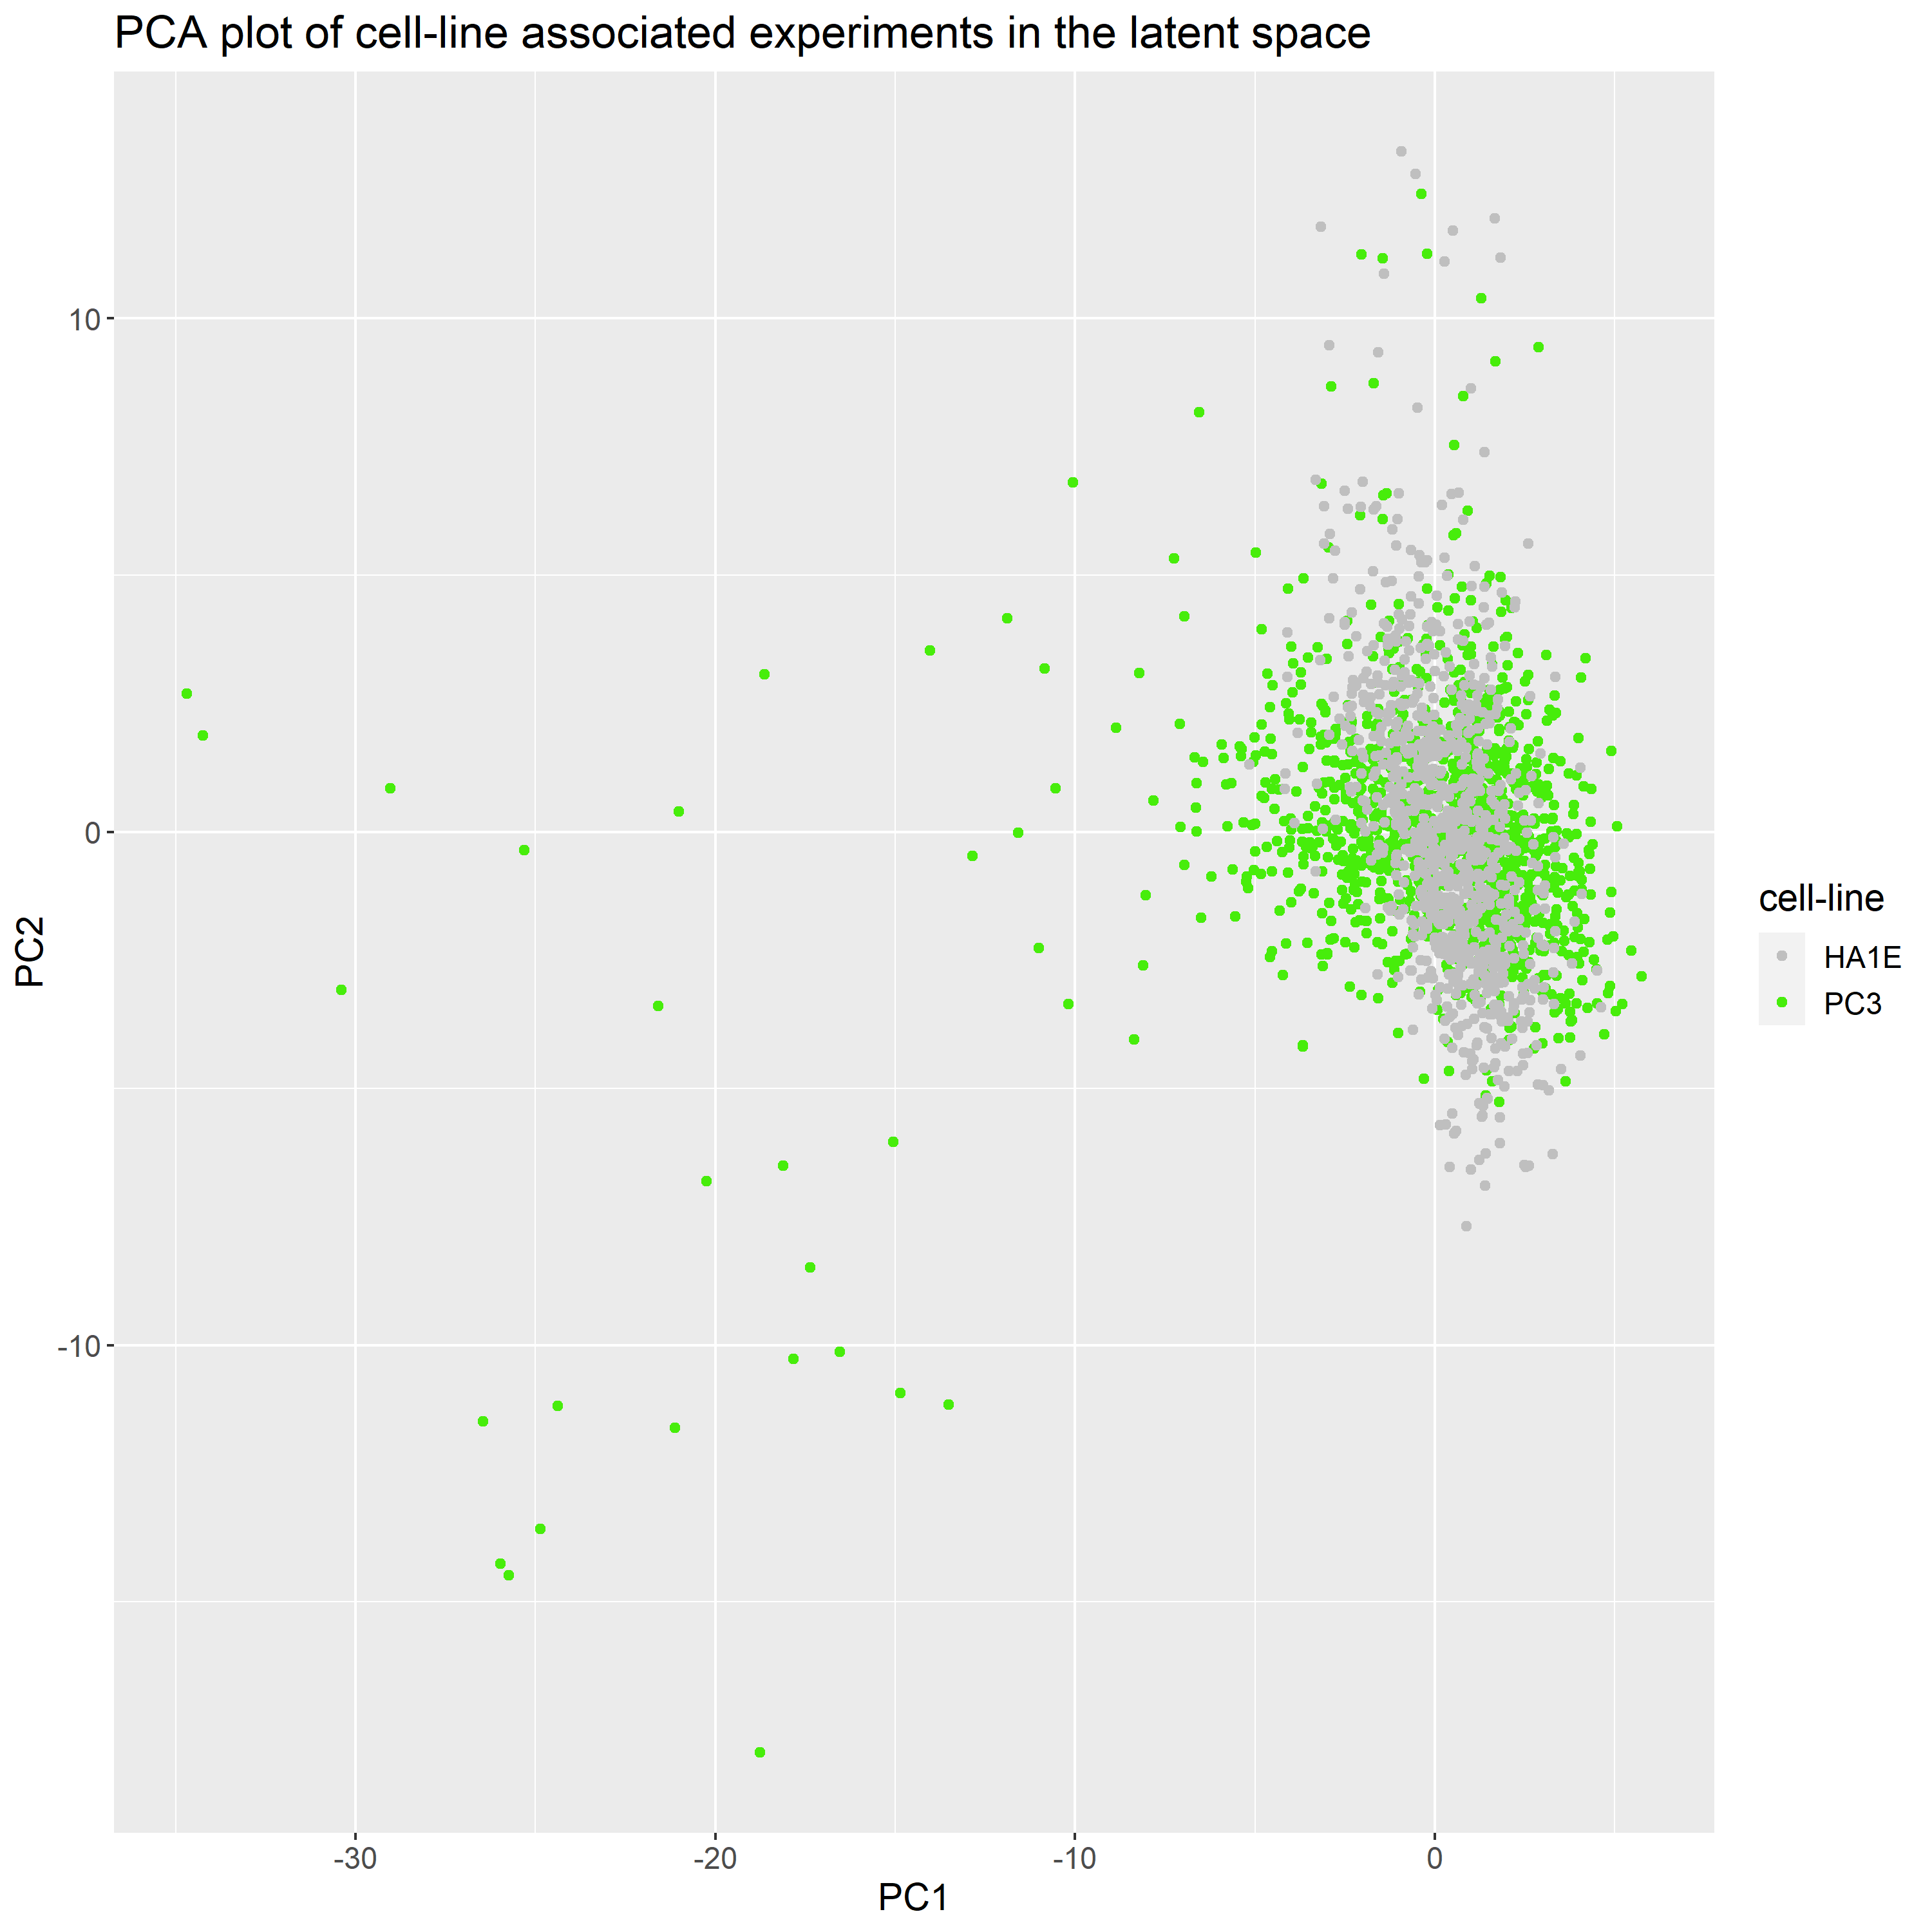 PCA plot of cell-line associated experiments in the latent space
10
0
-10
PC2
-30
-20
-10
0
PC1
cell-line
HA1E
PC3